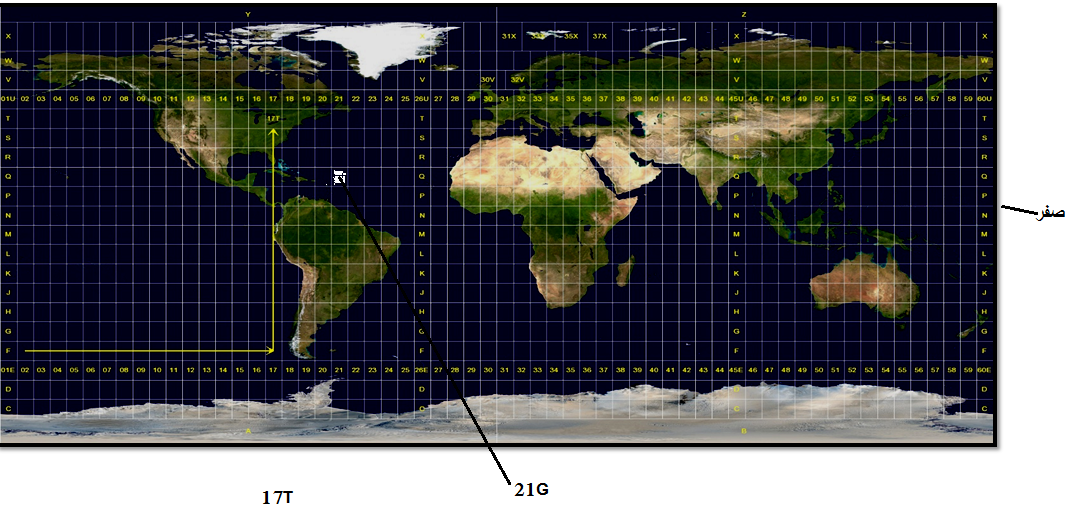 Y Z
X 31X 33X 35X 37X X
W W W
V 30V 32V V V
01U 02 03 04 05 06 07 08 09 10 11 12 13 14 15 16 17 18 19 20 21 22 23 24 25 26U 27 28 29 30 31 32 33 34 35 36 37 38 39 40 41 42 43 44 45U 46 47 48 49 50 51 52 53 54 55 56 57 58 59 60U
T 17T T T T
S S S S
R R R R
Q Q Q Q
P P P P
صفر
N N N N
M M M M
L L L L
K K K K
J J J J
H H H H
G G G G
F F F F
01E 02 03 04 05 06 07 08 09 10 11 12 13 14 15 16 17 18 19 20 21 22 23 24 25 26E 27 28 29 30 31 32 33 34 35 36 37 38 39 40 41 42 43 44 45E 46 47 48 49 50 51 52 53 54 55 56 57 58 59 60E
D D D D
C C C C
A B
21G
17T